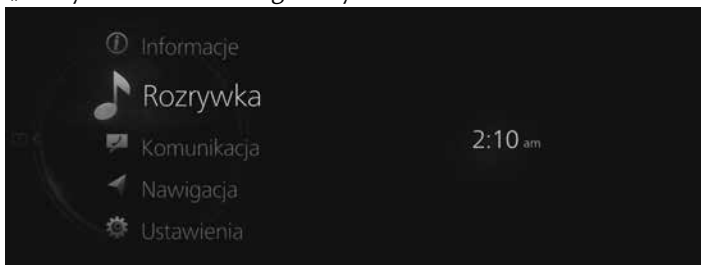 Informacje
Rozrywka
Komunikacja
2:10 am
Nawigacja
Ustawienia